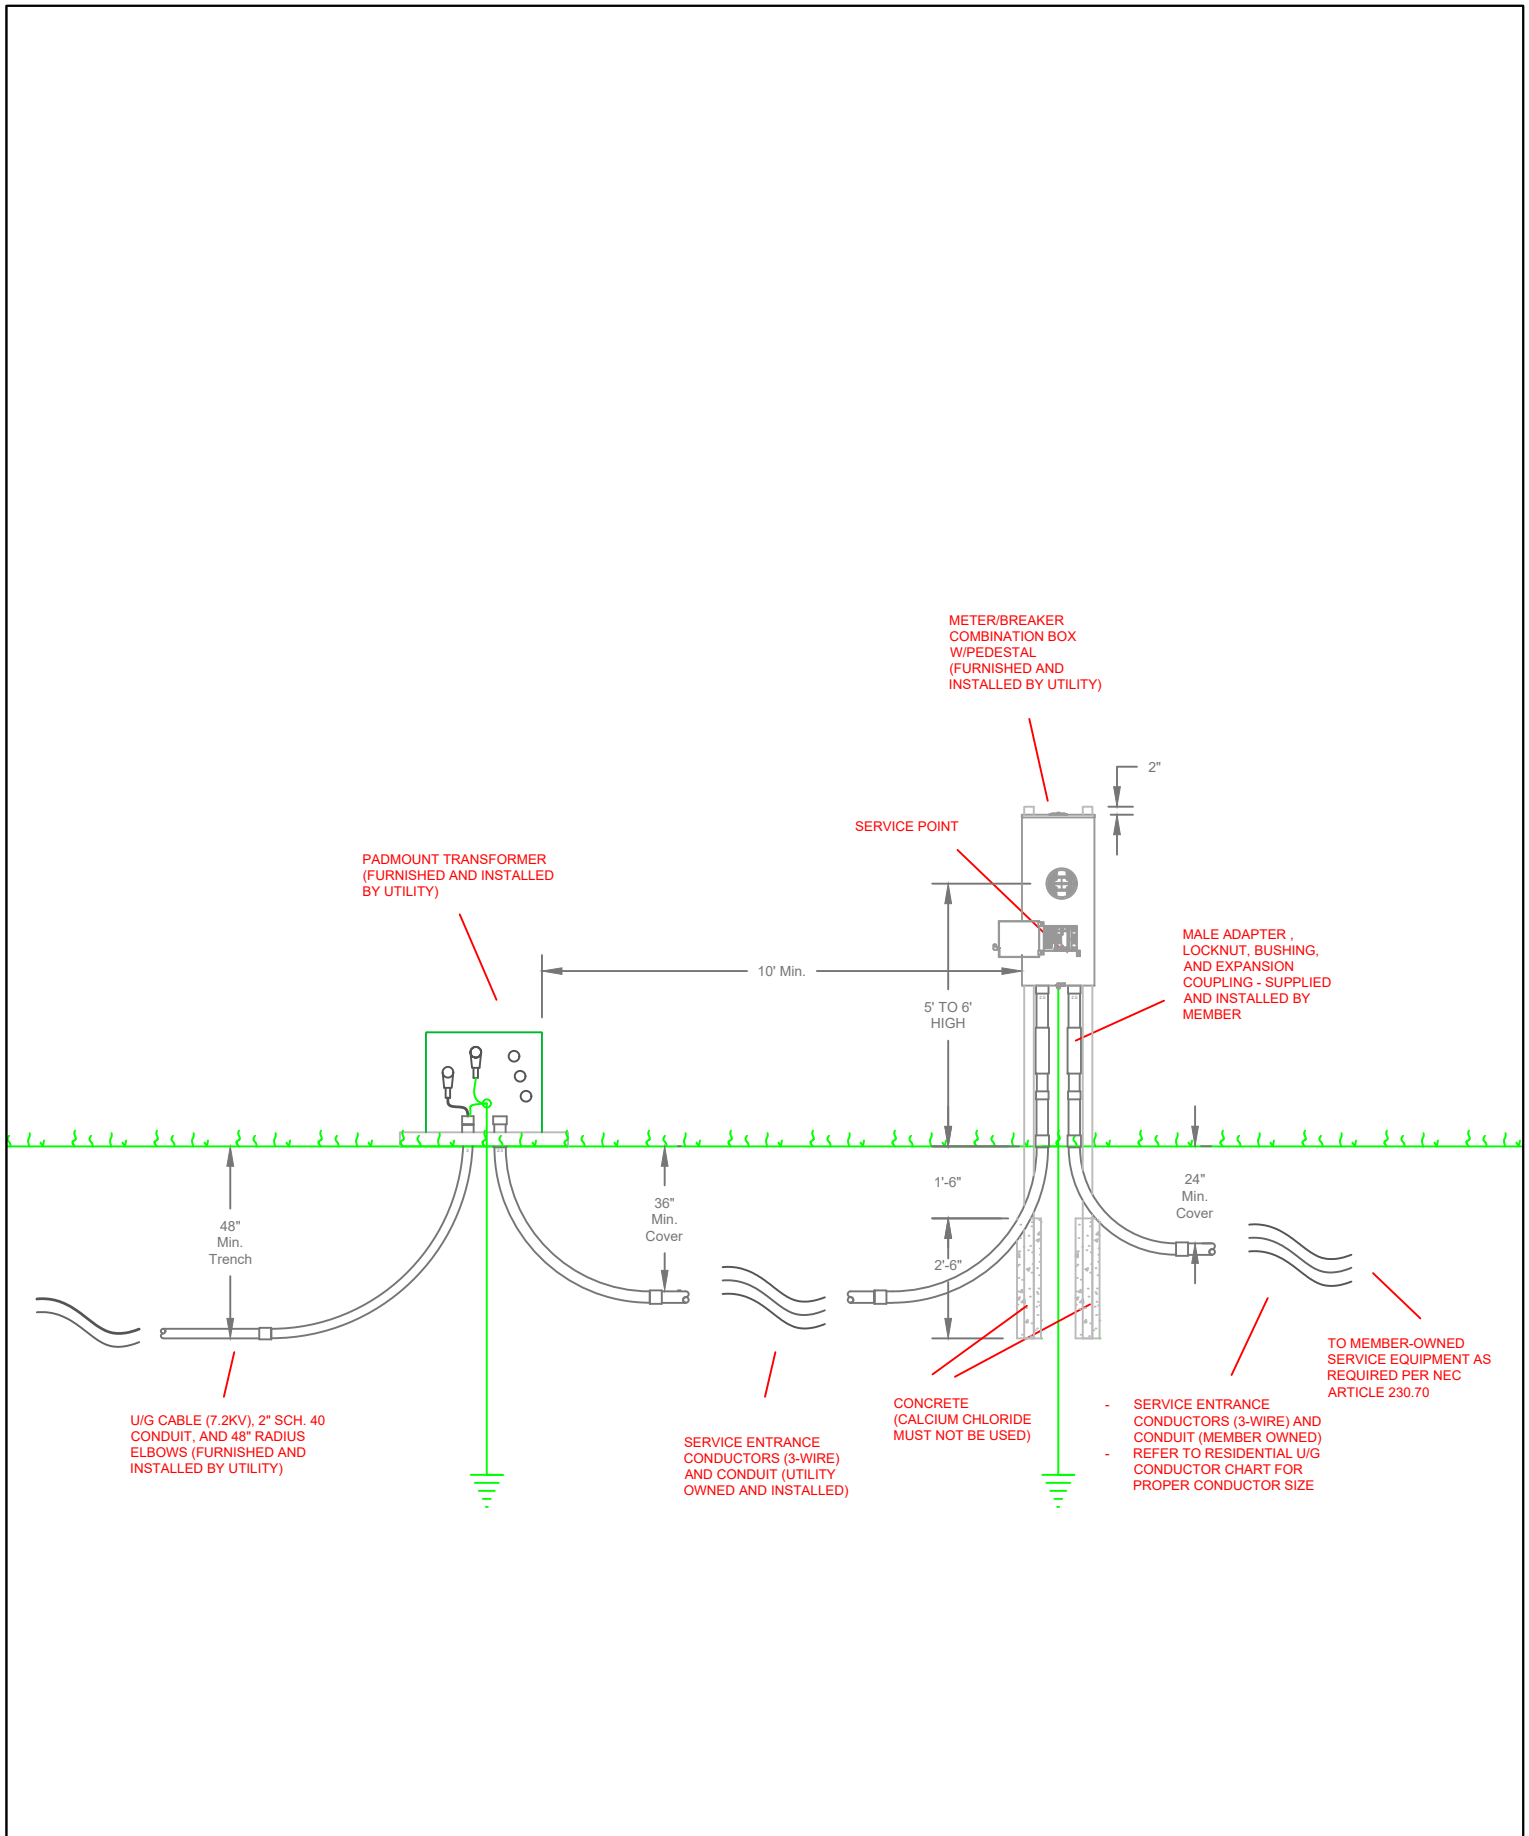 METER/BREAKER
COMBINATION BOX
W/PEDESTAL
(FURNISHED AND
INSTALLED BY UTILITY)
2"
SERVICE POINT
PADMOUNT TRANSFORMER
(FURNISHED AND INSTALLED
BY UTILITY)
MALE ADAPTER ,
LOCKNUT, BUSHING,
AND EXPANSION
COUPLING - SUPPLIED
AND INSTALLED BY
MEMBER
10' Min.
5' TO 6'
HIGH
48"
Min.
Trench
36"
Min.
Cover
1'-6"
2'-6"
24"
Min.
Cover
U/G CABLE (7.2KV), 2" SCH. 40
CONDUIT, AND 48" RADIUS
ELBOWS (FURNISHED AND
INSTALLED BY UTILITY)
SERVICE ENTRANCE
CONDUCTORS (3-WIRE)
AND CONDUIT (UTILITY
OWNED AND INSTALLED)
CONCRETE
(CALCIUM CHLORIDE
MUST NOT BE USED)
- SERVICE ENTRANCE
CONDUCTORS (3-WIRE) AND
CONDUIT (MEMBER OWNED)
- REFER TO RESIDENTIAL U/G
CONDUCTOR CHART FOR
PROPER CONDUCTOR SIZE
TO MEMBER-OWNED
SERVICE EQUIPMENT AS
REQUIRED PER NEC
ARTICLE 230.70